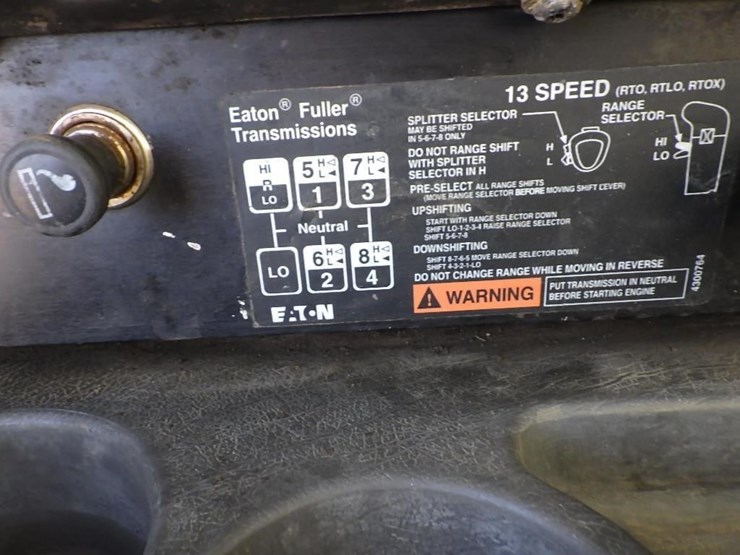 Eaton® Fuller®
Transmissions
HI
R
LO
5 H L
1
7 H L
3
Neutral
LO
6 H L
2
8 H L
4
EATON
13 SPEED (RTO, RTLO, RTOX)
SPLITTER SELECTOR
MAY BE SHIFTED
IN 5-6-7-8 ONLY
H
L
RANGE
SELECTOR
HI
LO
DO NOT RANGE SHIFT
WITH SPLITTER
SELECTOR IN H
PRE-SELECT ALL RANGE SHIFTS
(MOVE RANGE SELECTOR BEFORE MOVING SHIFT LEVER)
UPSHIFTING
START WITH RANGE SELECTOR DOWN
SHIFT LO-1-2-3-4 RAISE RANGE SELECTOR
SHIFT 5-6-7-8
DOWNSHIFTING
SHIFT 8-7-6-5 MOVE RANGE SELECTOR DOWN
SHIFT 4-3-2-1-LO
DO NOT CHANGE RANGE WHILE MOVING IN REVERSE
WARNING
PUT TRANSMISSION IN NEUTRAL
BEFORE STARTING ENGINE
4300764